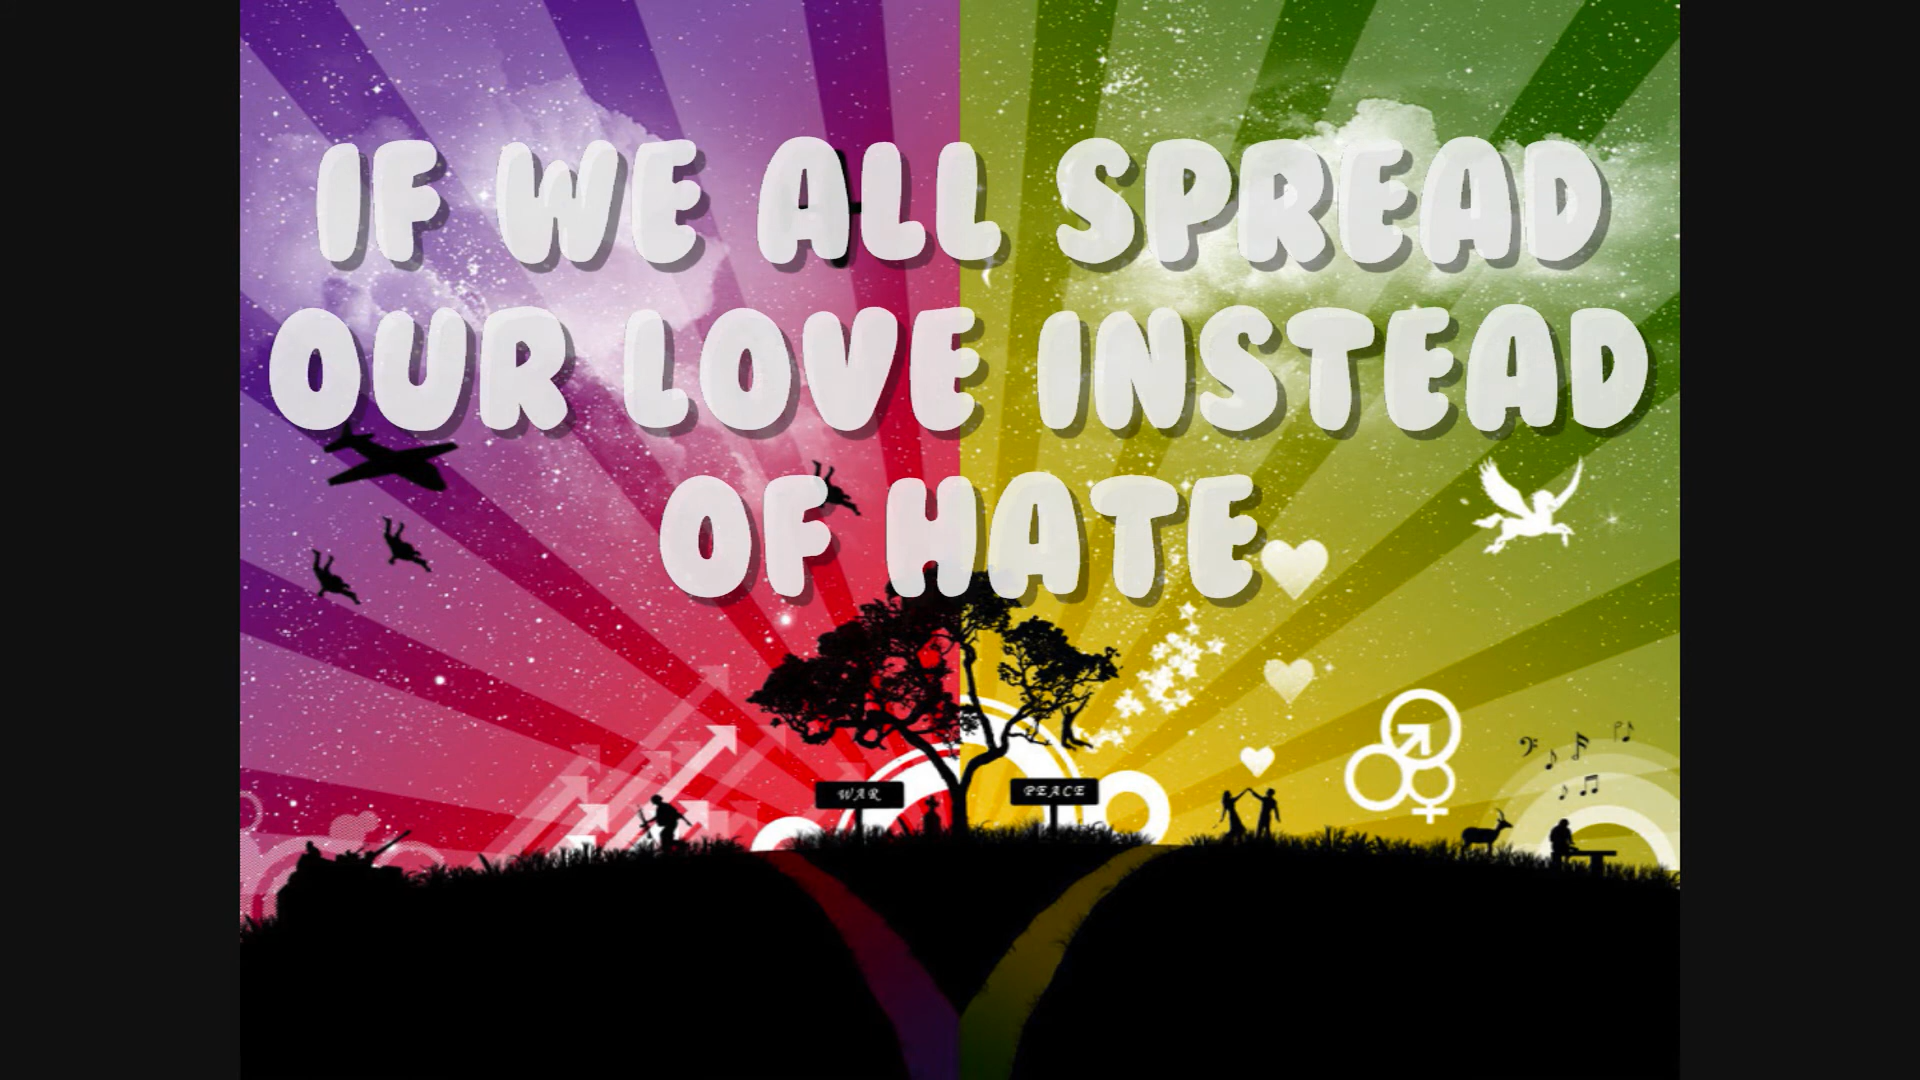 IF WE ALL SPREAD
OUR LOVE INSTEAD
OF HATE
WAR
PEACE